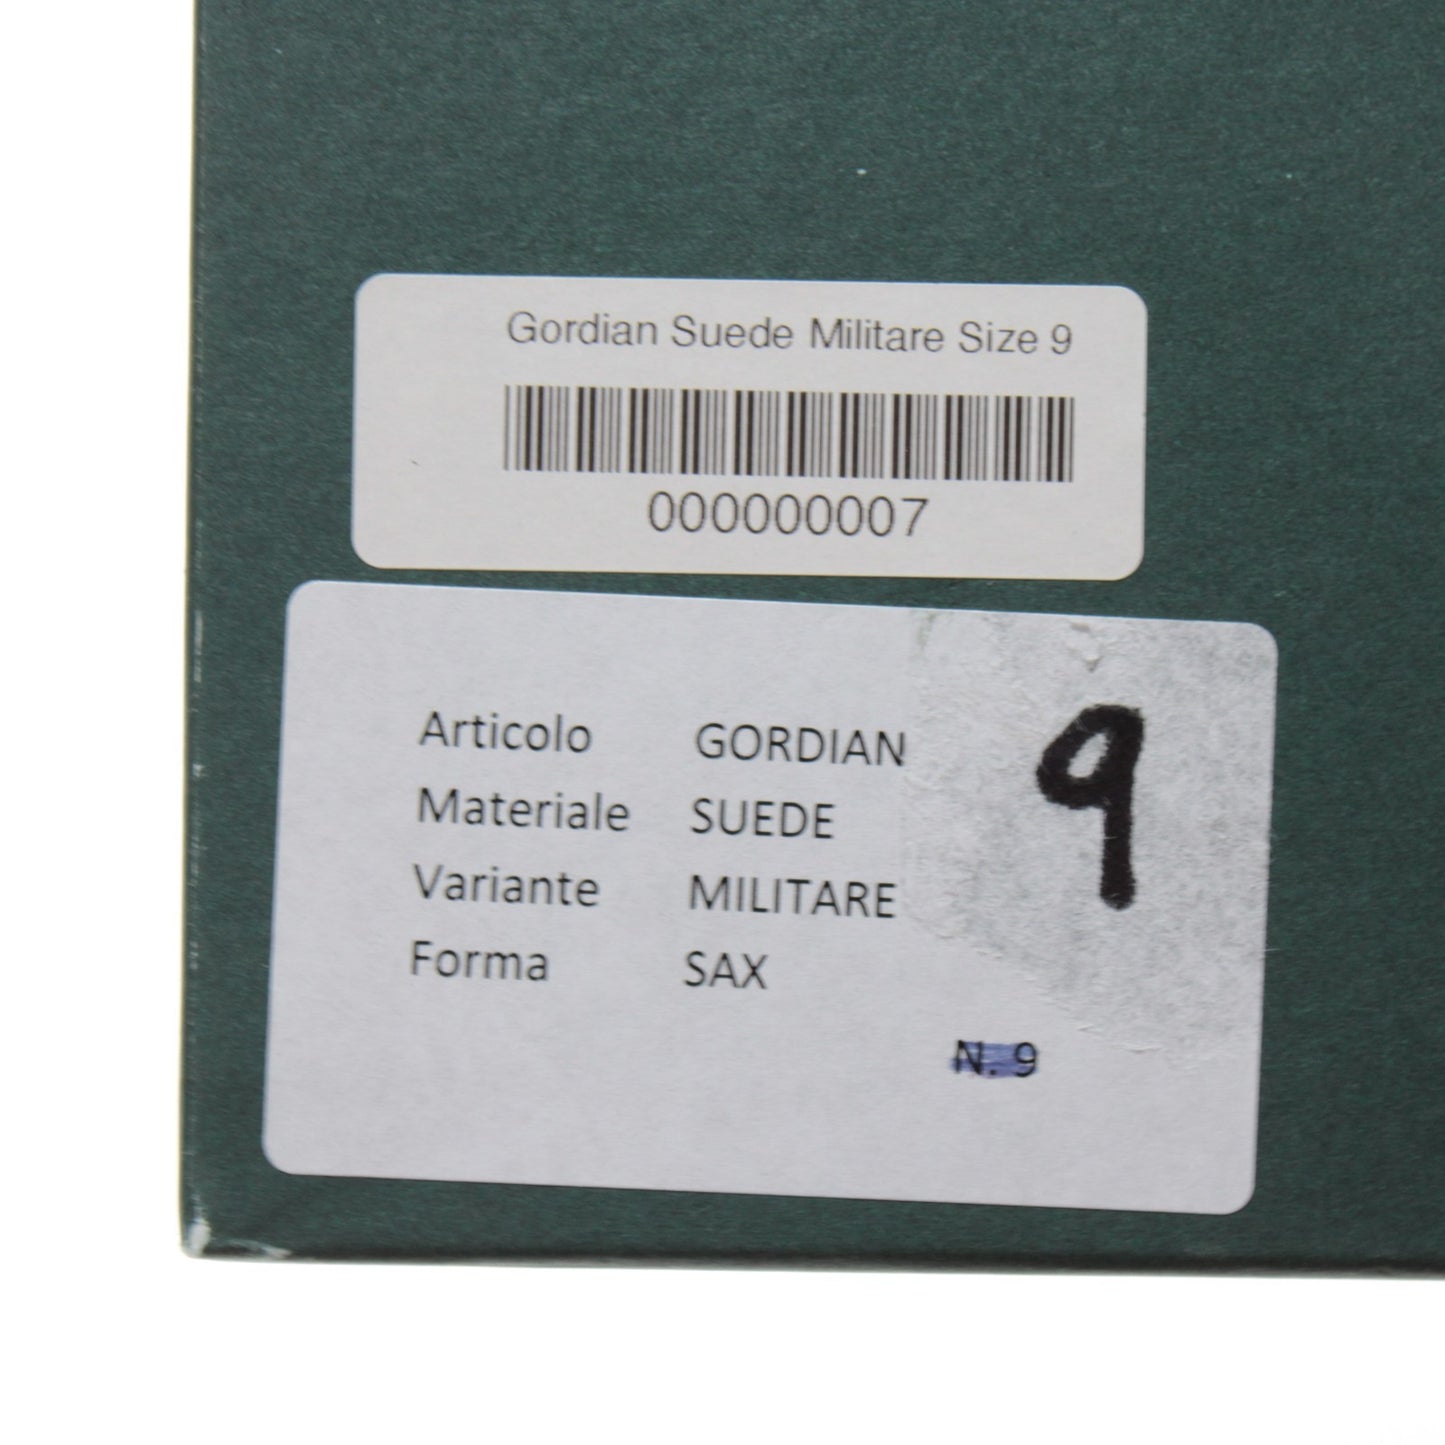 Gordian Suede Militare Size 9
000000007
Articolo GORDIAN
Materiale SUEDE
Variante MILITARE
Forma SAX
9
N. 9